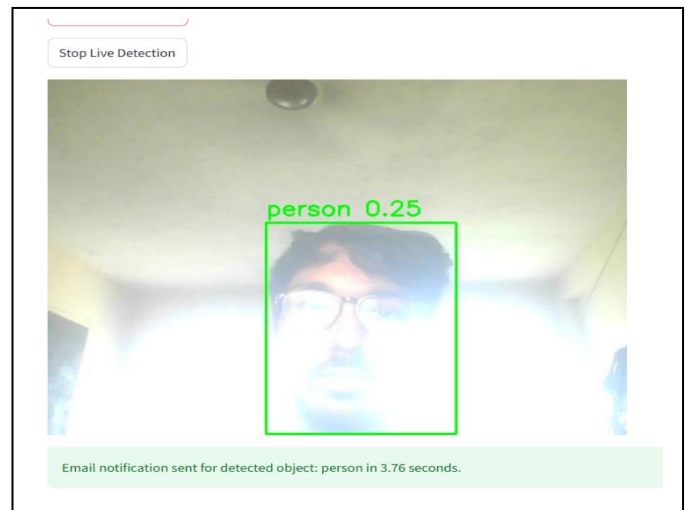 Stop Live Detection
person 0.25
Email notification sent for detected object: person in 3.76 seconds.